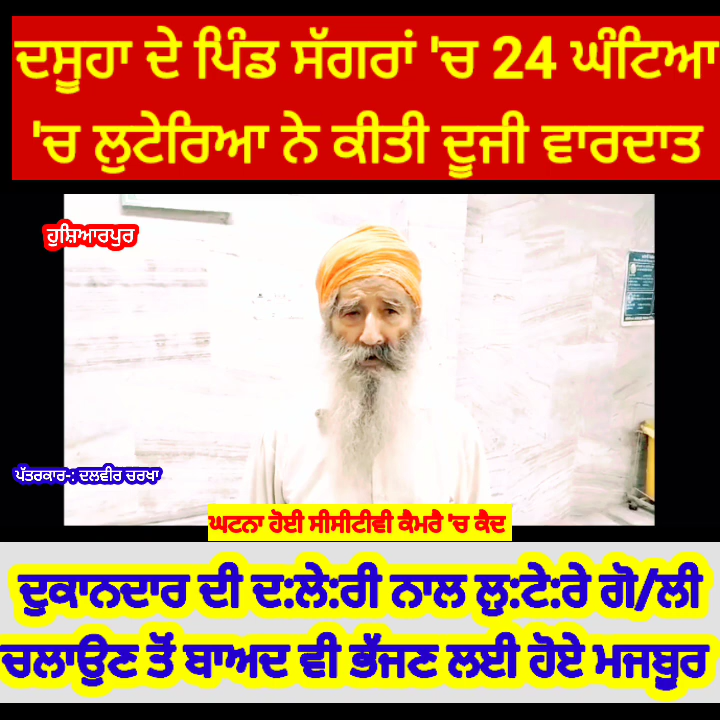 ਦਸੂਹਾ ਦੇ ਪਿੰਡ ਸੱਗਰਾਂ 'ਚ 24 ਘੰਟਿਆ
'ਚ ਲੁਟੇਰਿਆ ਨੇ ਕੀਤੀ ਦੂਜੀ ਵਾਰਦਾਤ
ਹੁਸ਼ਿਆਰਪੁਰ
ਪੱਤਰਕਾਰ-: ਦਲਵੀਰ ਚਰਖਾ
ਘਟਨਾ ਹੋਈ ਸੀਸੀਟੀਵੀ ਕੈਮਰੈ 'ਚ ਕੈਦ
ਦੁਕਾਨਦਾਰ ਦੀ ਦ:ਲੇ:ਰੀ ਨਾਲ ਲੁ:ਟੇ:ਰੇ ਗੋ/ਲੀ
ਚਲਾਉਣ ਤੋਂ ਬਾਅਦ ਵੀ ਭੱਜਣ ਲਈ ਹੋਏ ਮਜਬੂਰ